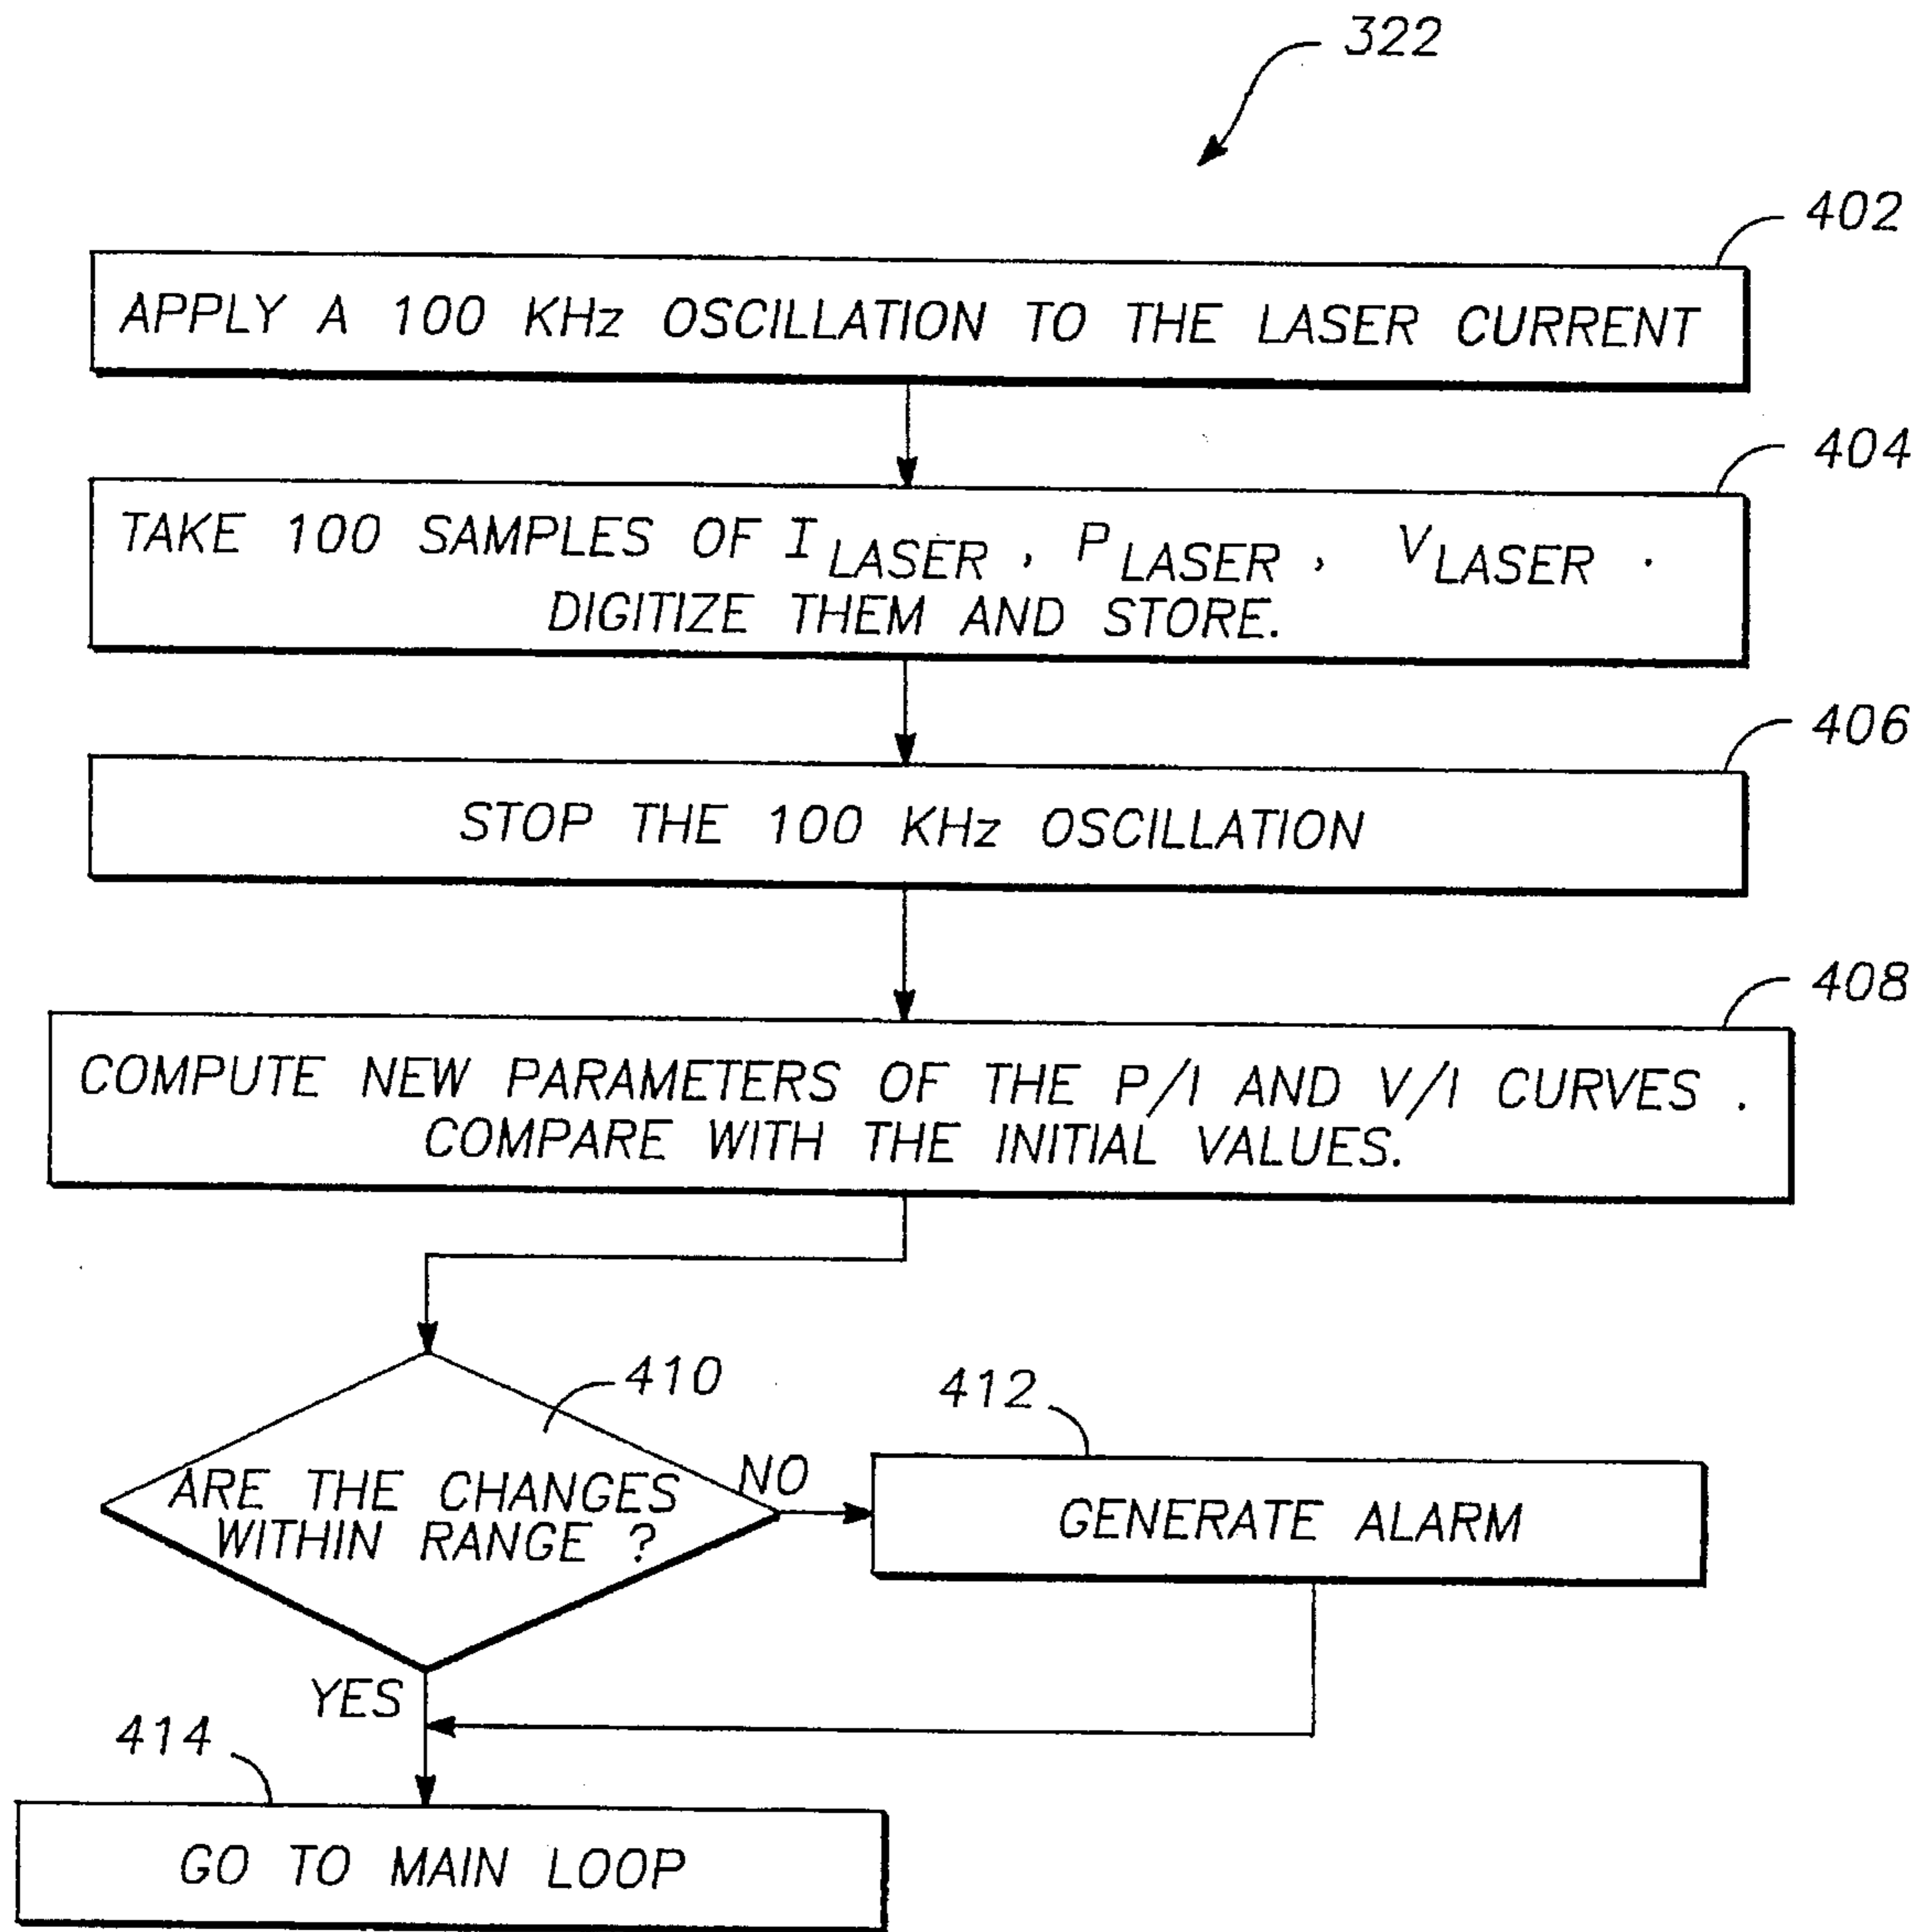 322
402
APPLY A 100 KHz OSCILLATION TO THE LASER CURRENT
404
TAKE 100 SAMPLES OF I LASER , P LASER , V LASER .
DIGITIZE THEM AND STORE.
406
STOP THE 100 KHz OSCILLATION
408
COMPUTE NEW PARAMETERS OF THE P/I AND V/I CURVES .
COMPARE WITH THE INITIAL VALUES.
410
412
ARE THE CHANGES
WITHIN RANGE ?
NO
GENERATE ALARM
YES
414
GO TO MAIN LOOP